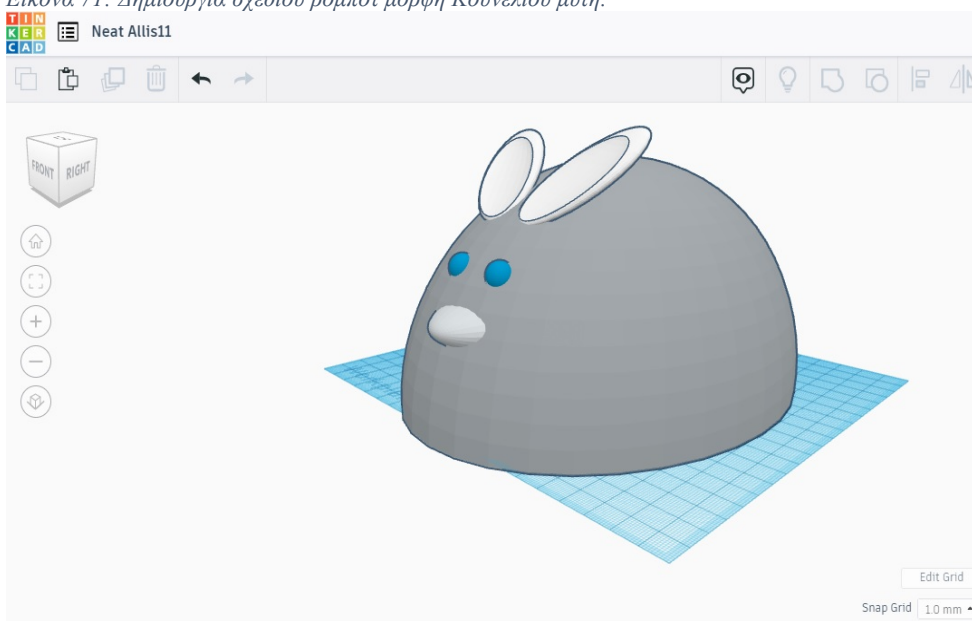 Εικόνα 71: Δημιουργία σχεδίου ρομπότ μορφή Κουνελιού μύτη.
TIN
KER
CAD
Neat Allis11
FRONT
RIGHT
Edit Grid
Snap Grid 1.0 mm